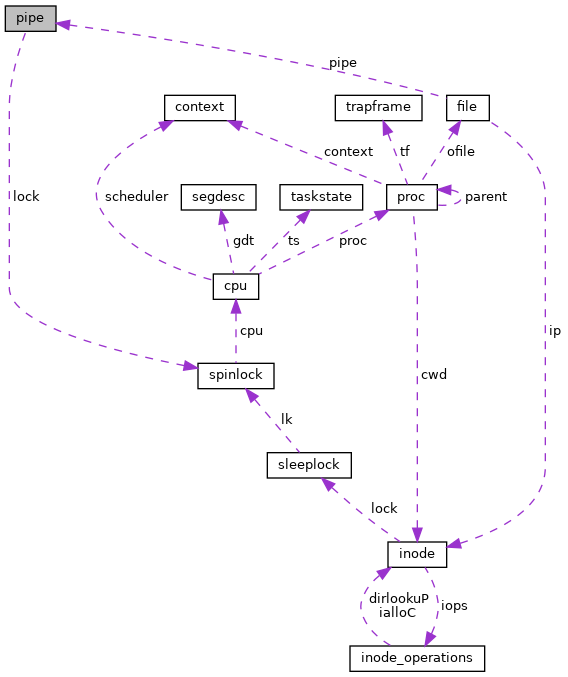 pipe
pipe
context
trapframe
file
context
tf
ofile
lock
scheduler
segdesc
taskstate
proc
parent
gdt
ts
proc
cpu
cpu
ip
spinlock
cwd
lk
sleeplock
lock
inode
dirlookuP
ialloC
iops
inode_operations